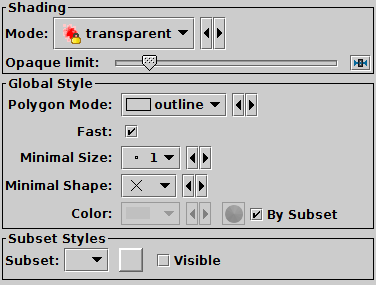 Shading
Mode: transparent
Opaque limit:
Global Style
Polygon Mode: outline
Fast:
Minimal Size: 1
Minimal Shape:
Color: By Subset
Subset Styles
Subset: Visible